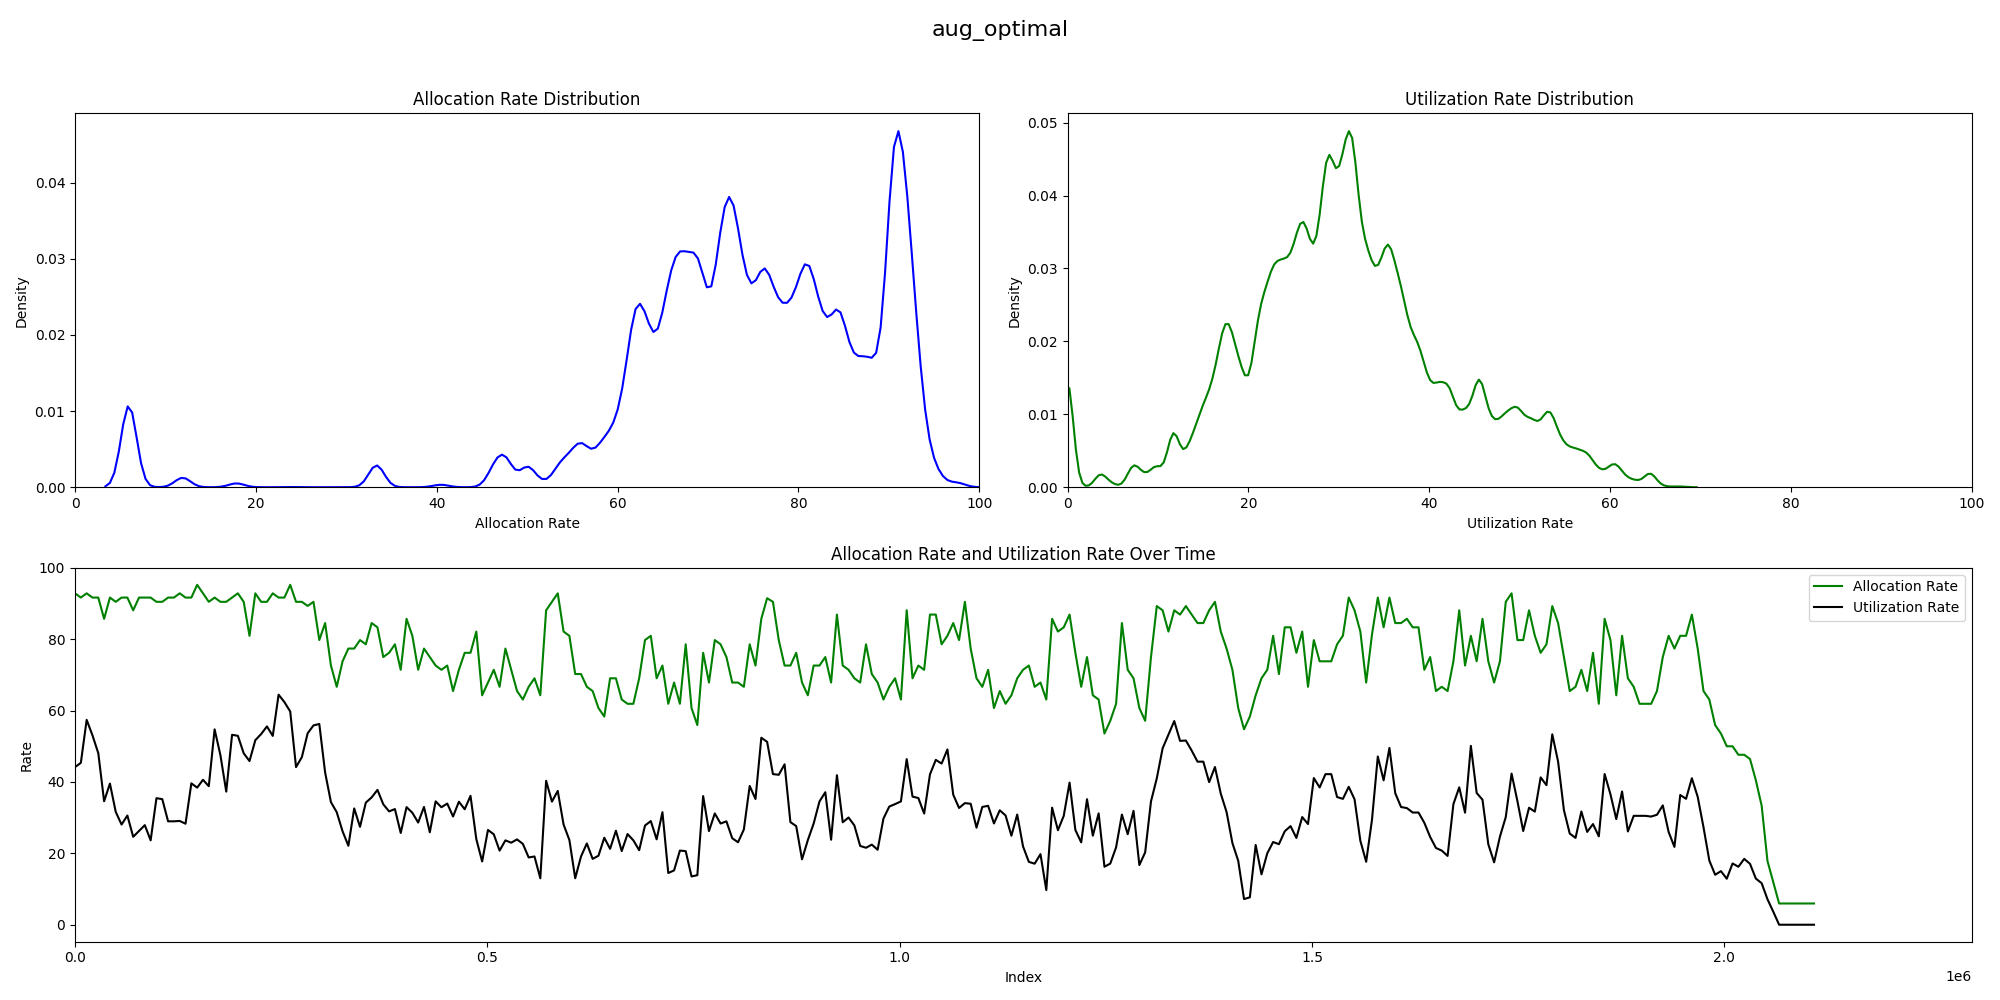 aug_optimal
Allocation Rate Distribution
Density
0.00
0.01
0.02
0.03
0.04
0 20 40 60 80 100
Allocation Rate
Utilization Rate Distribution
Density
0.00
0.01
0.02
0.03
0.04
0.05
0 20 40 60 80 100
Utilization Rate
Allocation Rate and Utilization Rate Over Time
Rate
100
80
60
40
20
0
Allocation Rate
Utilization Rate
0.0 0.5 1.0 1.5 2.0
Index
1e6